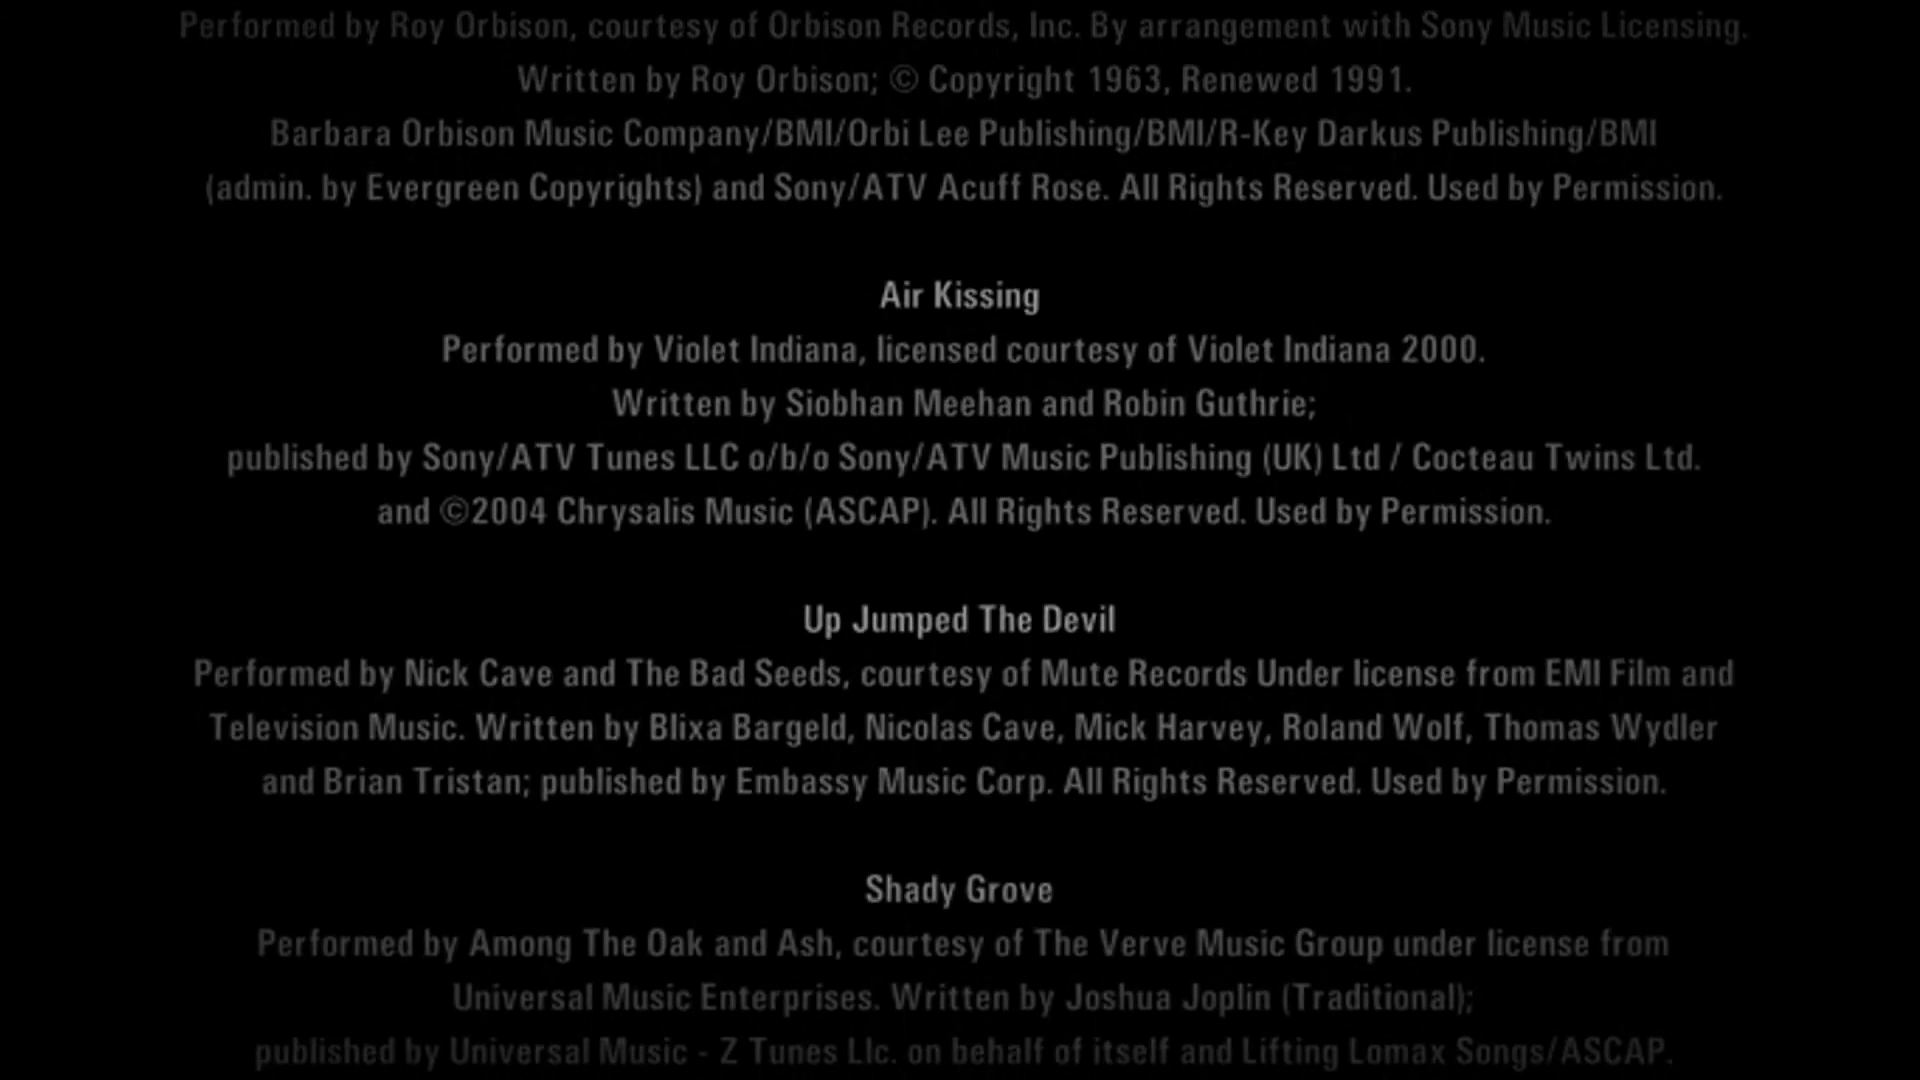 Performed by Roy Orbison, courtesy of Orbison Records, Inc. By arrangement with Sony Music Licensing.
Written by Roy Orbison; © Copyright 1963, Renewed 1991.
Barbara Orbison Music Company/BMI/Orbi Lee Publishing/BMI/R-Key Darkus Publishing/BMI
(admin. by Evergreen Copyrights) and Sony/ATV Acuff Rose. All Rights Reserved. Used by Permission.
Air Kissing
Performed by Violet Indiana, licensed courtesy of Violet Indiana 2000.
Written by Siobhan Meehan and Robin Guthrie;
published by Sony/ATV Tunes LLC o/b/o Sony/ATV Music Publishing (UK) Ltd / Cocteau Twins Ltd.
and ©2004 Chrysalis Music (ASCAP). All Rights Reserved. Used by Permission.
Up Jumped The Devil
Performed by Nick Cave and The Bad Seeds, courtesy of Mute Records Under license from EMI Film and
Television Music. Written by Blixa Bargeld, Nicolas Cave, Mick Harvey, Roland Wolf, Thomas Wydler
and Brian Tristan; published by Embassy Music Corp. All Rights Reserved. Used by Permission.
Shady Grove
Performed by Among The Oak and Ash, courtesy of The Verve Music Group under license from
Universal Music Enterprises. Written by Joshua Joplin (Traditional);
published by Universal Music - Z Tunes Llc. on behalf of itself and Lifting Lomax Songs/ASCAP.